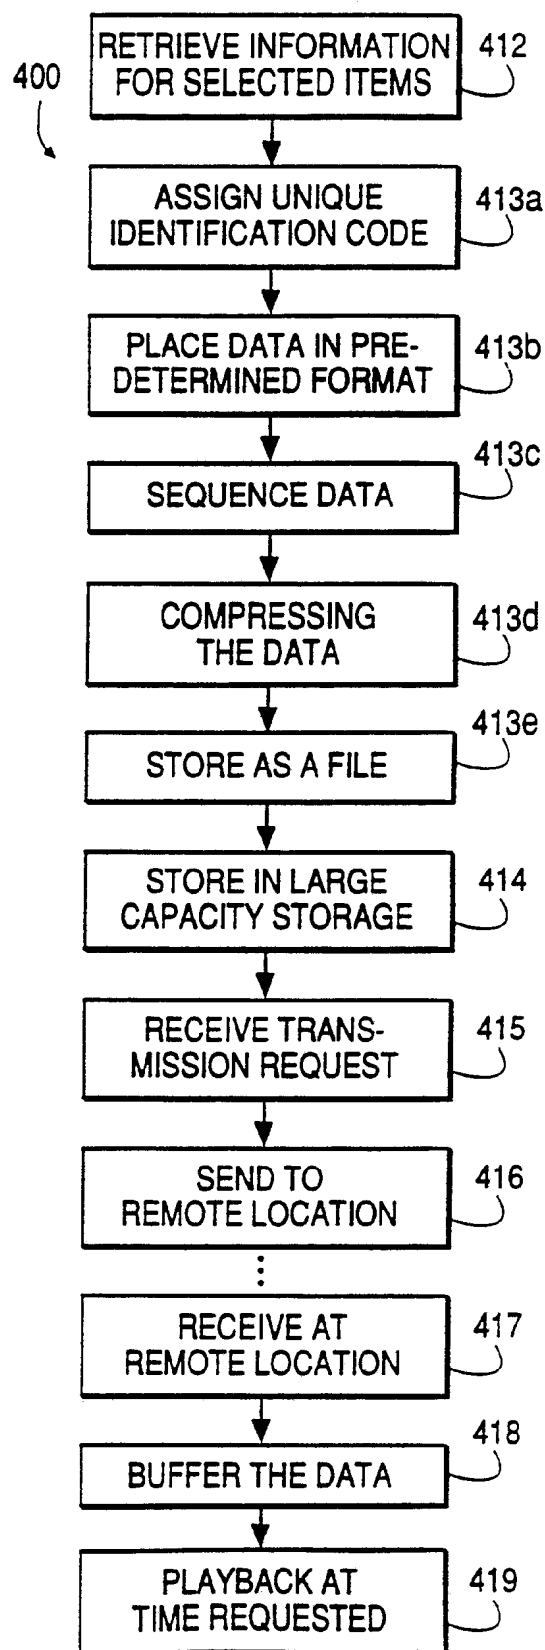 400
RETRIEVE INFORMATION
FOR SELECTED ITEMS
412
ASSIGN UNIQUE
IDENTIFICATION CODE
413a
PLACE DATA IN PRE-
DETERMINED FORMAT
413b
SEQUENCE DATA
413c
COMPRESSING
THE DATA
413d
STORE AS A FILE
413e
STORE IN LARGE
CAPACITY STORAGE
414
RECEIVE TRANS-
MISSION REQUEST
415
SEND TO
REMOTE LOCATION
416
RECEIVE AT
REMOTE LOCATION
417
BUFFER THE DATA
418
PLAYBACK AT
TIME REQUESTED
419